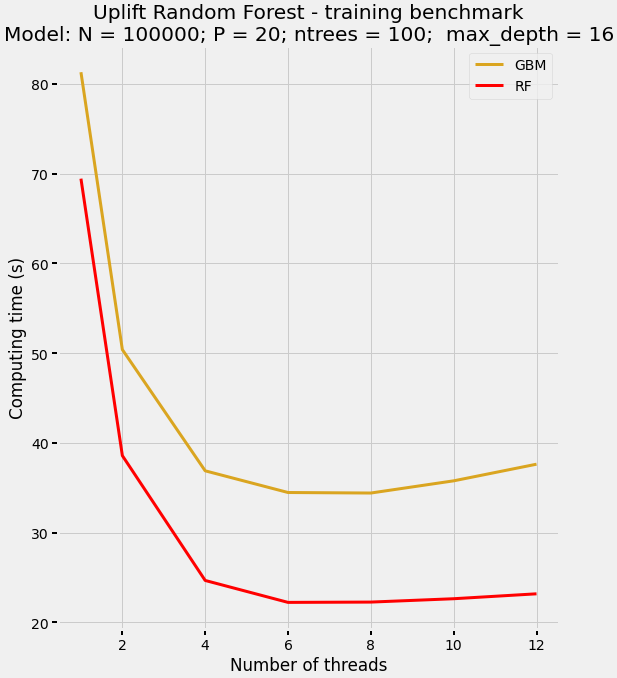 Uplift Random Forest - training benchmark
Model: N = 100000; P = 20; ntrees = 100;  max_depth = 16
GBM
RF
80
70
60
50
40
30
20
Computing time (s)
2 4 6 8 10 12
Number of threads